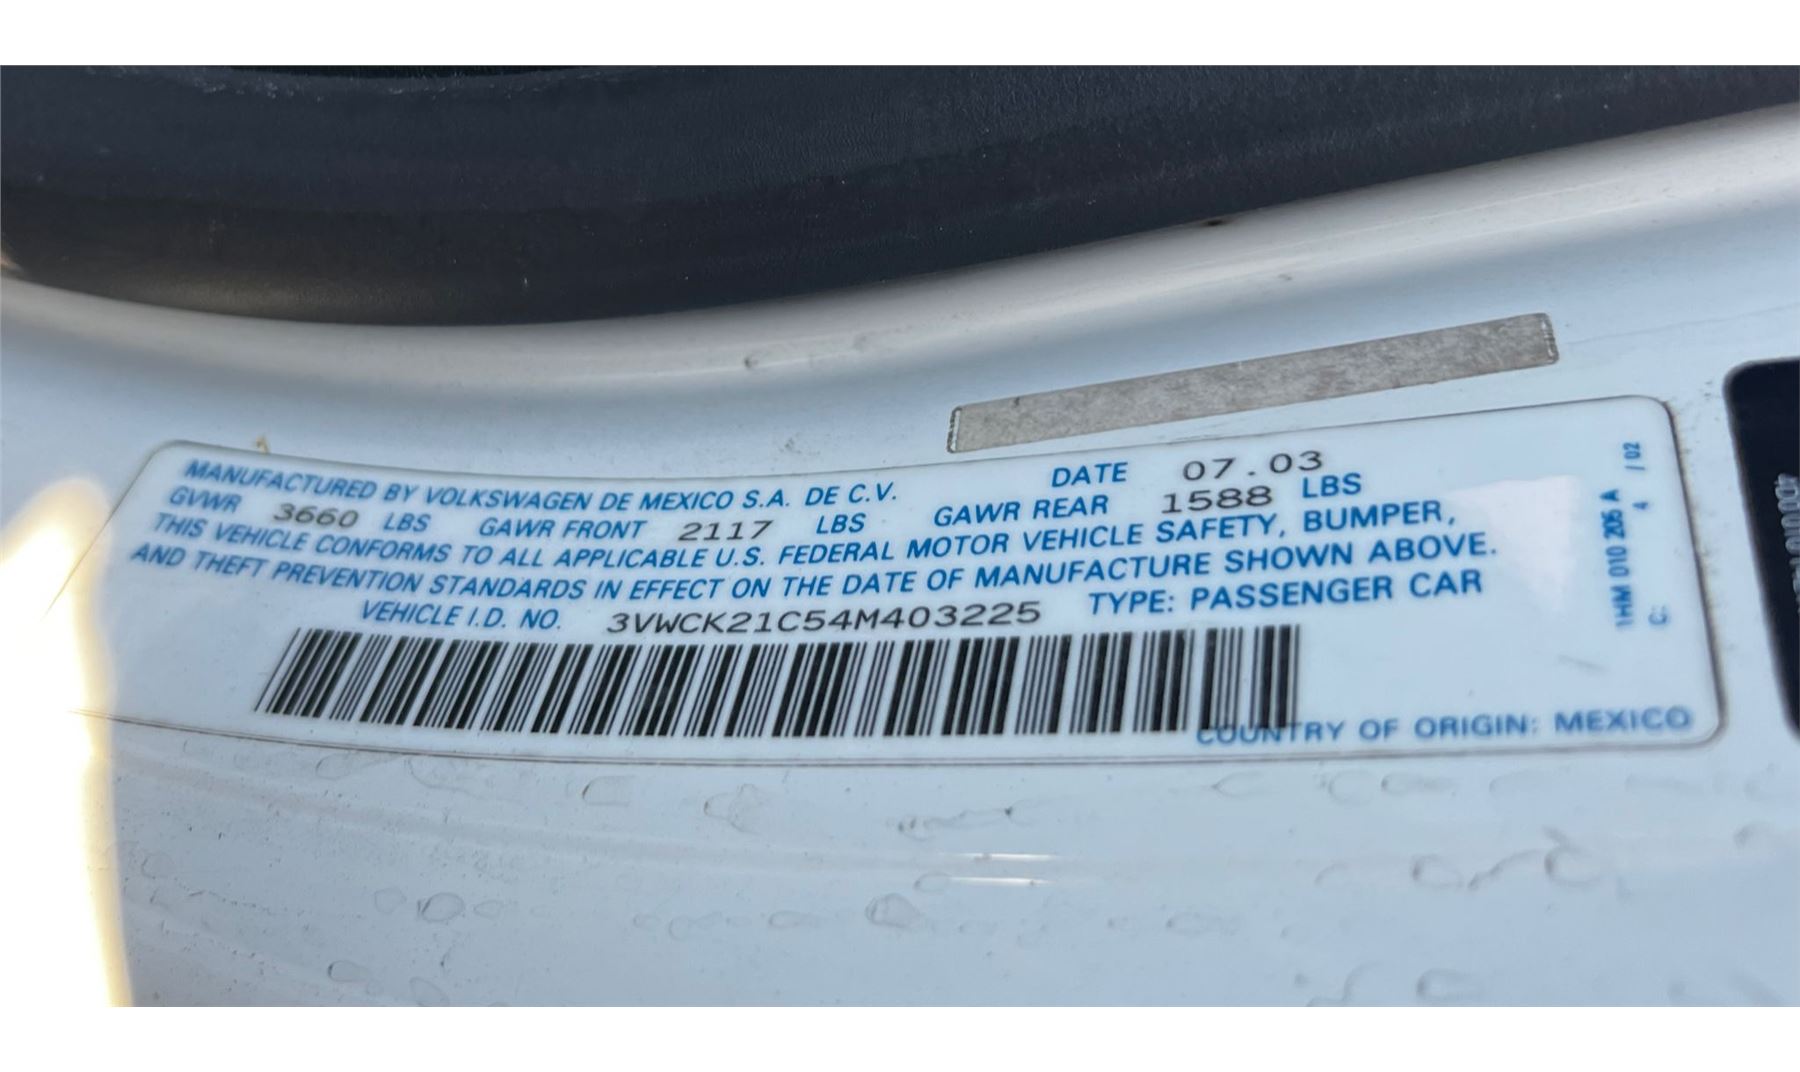 MANUFACTURED BY VOLKSWAGEN DE MEXICO S.A. DE C.V. DATE 07.03
GVWR 3660 LBS GAWR FRONT 2117 LBS GAWR REAR 1588 LBS
THIS VEHICLE CONFORMS TO ALL APPLICABLE U.S. FEDERAL MOTOR VEHICLE SAFETY, BUMPER,
AND THEFT PREVENTION STANDARDS IN EFFECT ON THE DATE OF MANUFACTURE SHOWN ABOVE.
VEHICLE I.D. NO. 3VWCK21C54M403225 TYPE: PASSENGER CAR
COUNTRY OF ORIGIN: MEXICO
1HM 010 205 A
C: 4 / 02